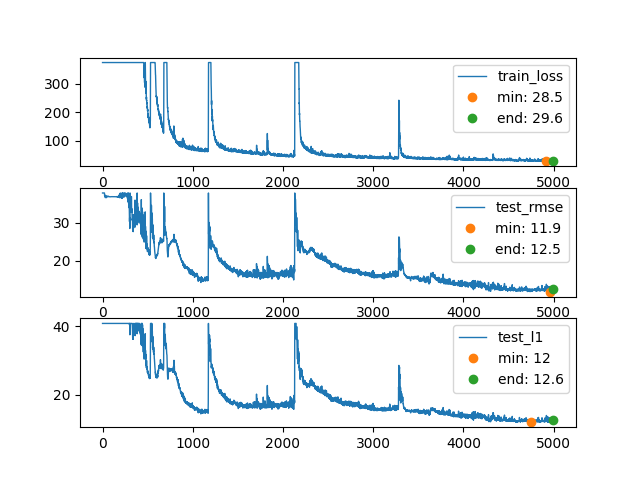 train_loss
min: 28.5
end: 29.6
300
200
100
0 1000 2000 3000 4000 5000
test_rmse
min: 11.9
end: 12.5
30
20
0 1000 2000 3000 4000 5000
test_l1
min: 12
end: 12.6
40
20
0 1000 2000 3000 4000 5000